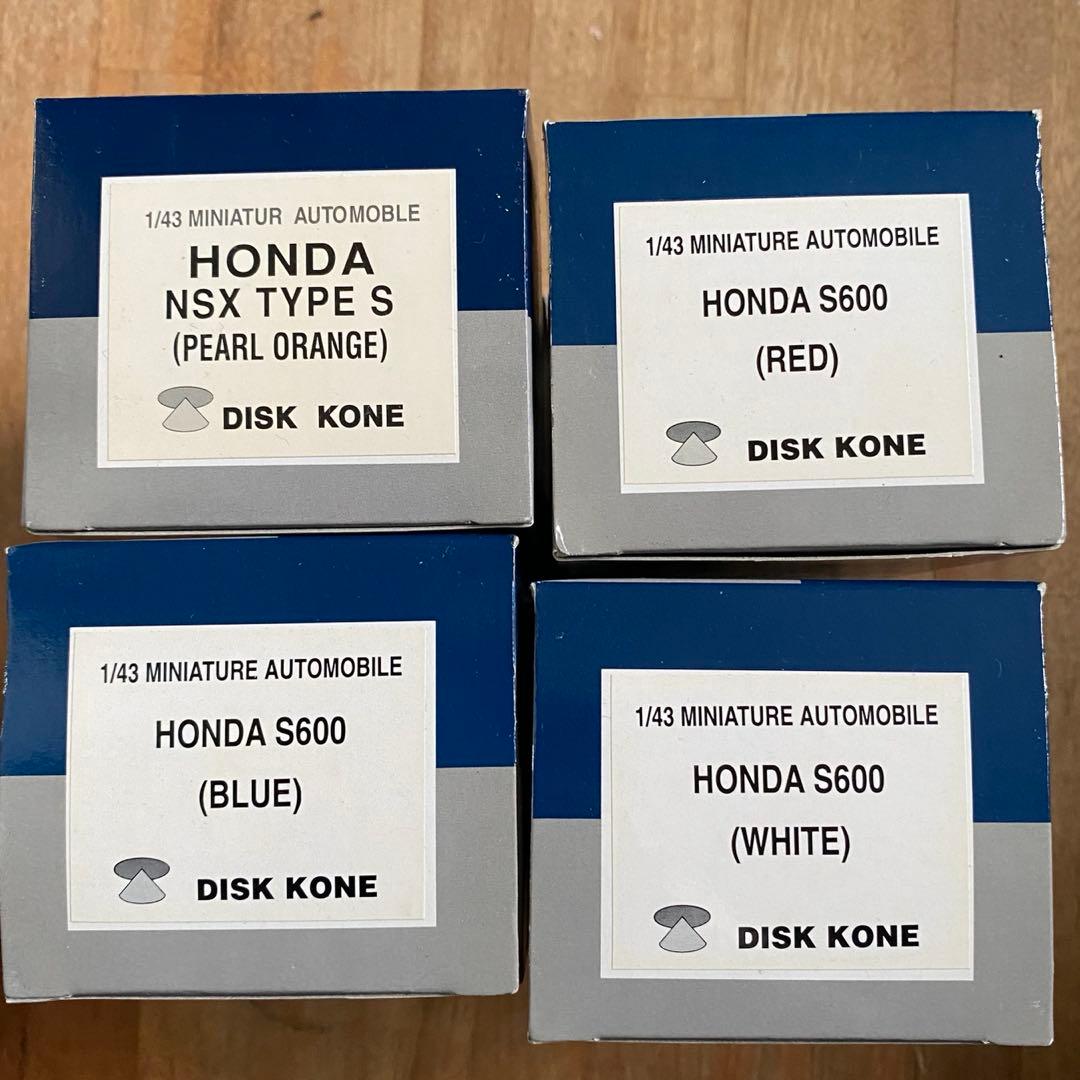 1/43 MINIATUR AUTOMOBLE
HONDA
NSX TYPE S
(PEARL ORANGE)
DISK KONE
1/43 MINIATURE AUTOMOBILE
HONDA S600
(RED)
DISK KONE
1/43 MINIATURE AUTOMOBILE
HONDA S600
(BLUE)
DISK KONE
1/43 MINIATURE AUTOMOBILE
HONDA S600
(WHITE)
DISK KONE